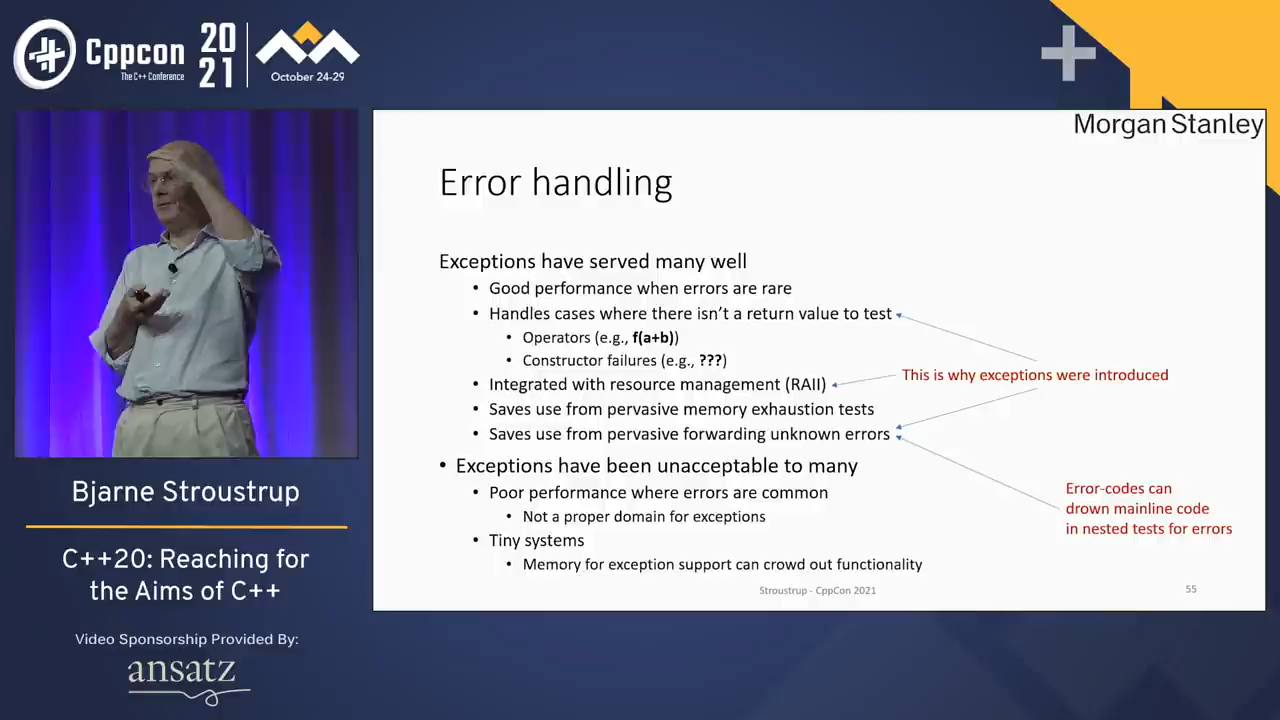 Cppcon
The C++ Conference
20
21
October 24-29
Morgan Stanley
Error handling
Exceptions have served many well
• Good performance when errors are rare
• Handles cases where there isn’t a return value to test
• Operators (e.g., f(a+b))
• Constructor failures (e.g., ???)
• Integrated with resource management (RAII)
This is why exceptions were introduced
• Saves use from pervasive memory exhaustion tests
• Saves use from pervasive forwarding unknown errors
• Exceptions have been unacceptable to many
• Poor performance where errors are common
• Not a proper domain for exceptions
• Tiny systems
• Memory for exception support can crowd out functionality
Error-codes can
drown mainline code
in nested tests for errors
Stroustrup - CppCon 2021
55
Bjarne Stroustrup
C++20: Reaching for
the Aims of C++
Video Sponsorship Provided By:
ansatz